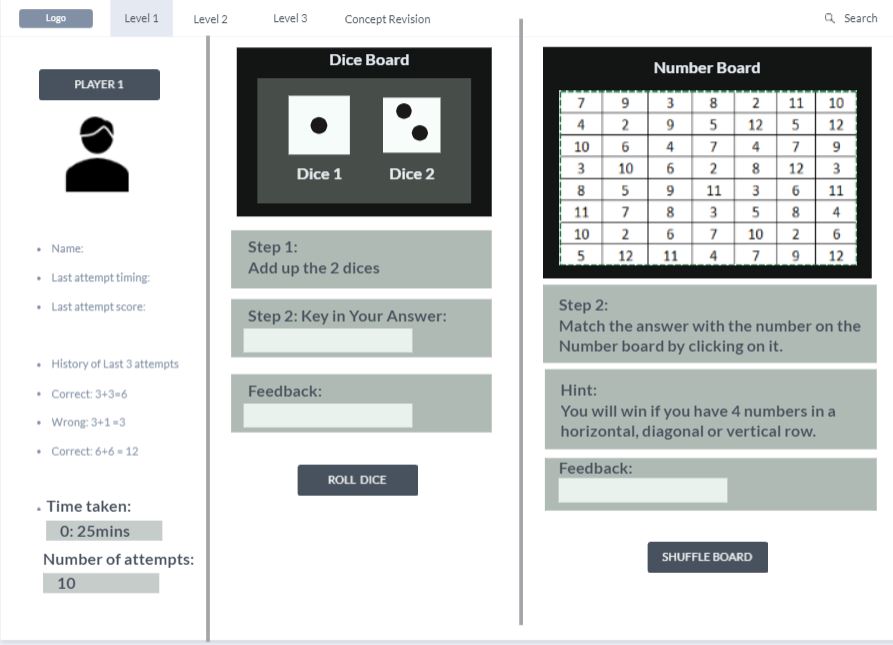 Logo
Level 1
Level 2
Level 3
Concept Revision
Search
PLAYER 1
Name:
Last attempt timing:
Last attempt score:
History of Last 3 attempts
Correct: 3+3=6
Wrong: 3+1 =3
Correct: 6+6 = 12
Time taken:
0: 25mins
Number of attempts:
10
Dice Board
Dice 1
Dice 2
Step 1:
Add up the 2 dices
Step 2: Key in Your Answer:
Feedback:
ROLL DICE
Number Board
7 9 3 8 2 11 10
4 2 9 5 12 5 12
10 6 4 7 4 7 9
3 10 6 2 8 12 3
8 5 9 11 3 6 11
11 7 8 3 5 8 4
10 2 6 7 10 2 6
5 12 11 4 7 9 12
Step 2:
Match the answer with the number on the
Number board by clicking on it.
Hint:
You will win if you have 4 numbers in a
horizontal, diagonal or vertical row.
Feedback:
SHUFFLE BOARD